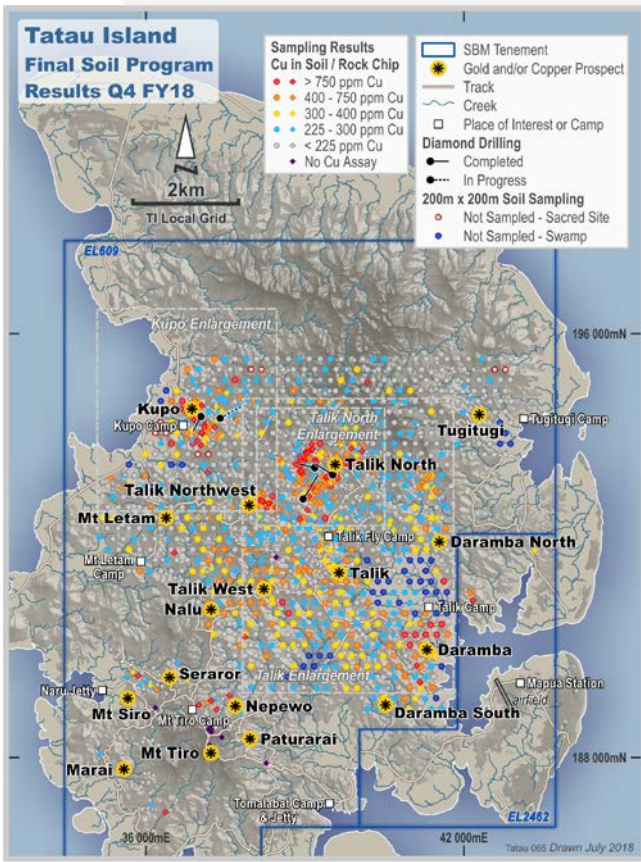 Tatau Island
Final Soil Program
Results Q4 FY18
N
2km
TI Local Grid
Sampling Results
Cu in Soil / Rock Chip
> 750 ppm Cu
400 - 750 ppm Cu
300 - 400 ppm Cu
225 - 300 ppm Cu
< 225 ppm Cu
No Cu Assay
SBM Tenement
Gold and/or Copper Prospect
Track
Creek
Place of Interest or Camp
Diamond Drilling
Completed
In Progress
200m x 200m Soil Sampling
Not Sampled - Sacred Site
Not Sampled - Swamp
EL609
Kupo Enlargement
196 000mN
Kupo
Kupo Camp
Talik North
Enlargement
Tugitugi
Tugitugi Camp
Talik North
Talik Northwest
Mt Letam
Talik Fly Camp
Daramba North
Mt Letam
Camp
Talik
Talik West
Nalu
Talik Camp
Daramba
Seraror
Talik Enlargement
Naru Jetty
Mt Siro
Mt Tiro Camp
Nepewo
Daramba South
Mapua Station
airfield
Paturarai
Mt Tiro
Marai
188 000mN
Tomalabat Camp
& Jetty
EL2462
36 000mE
42 000mE
Tatau 065 Drawn July 2018